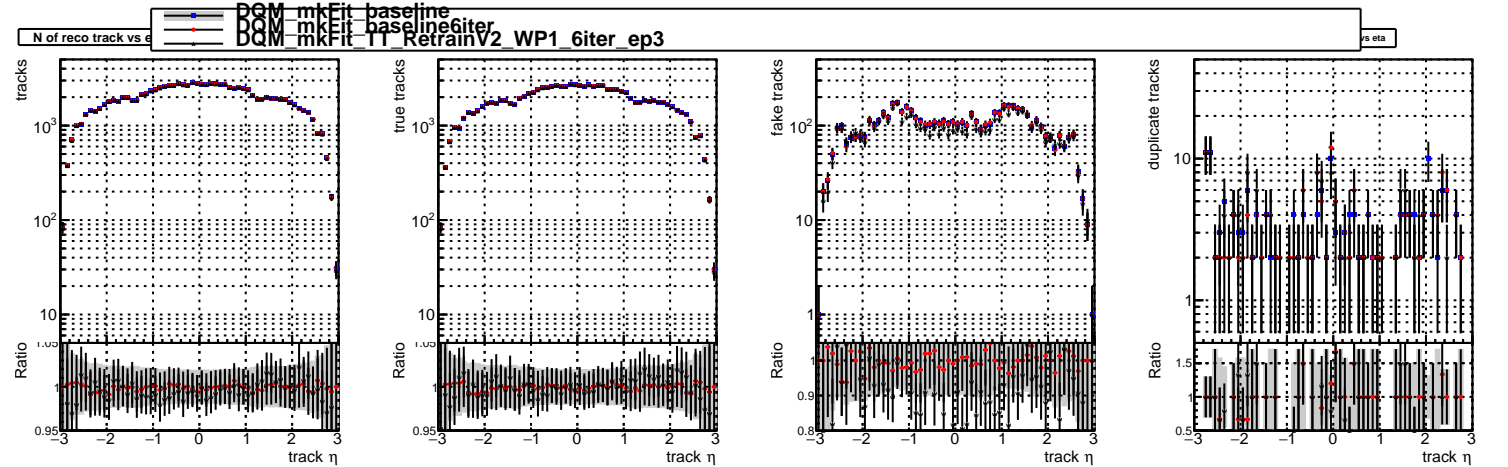 DQM_mkFit_baseline
DQM_mkFit_baseline6iter
DQM_mkFit_TT_RetrainV2_WP1_6iter_ep3
N of reco track vs e
vs eta
tracks
10³
10²
10
Ratio
1.05
1
0.95
−3 −2 −1 0 1 2 3
track η
true tracks
10³
10²
10
Ratio
1.05
1
0.95
−3 −2 −1 0 1 2 3
track η
fake tracks
10²
10
1
Ratio
1
0.9
0.8
−3 −2 −1 0 1 2 3
track η
duplicate tracks
10
1
Ratio
1.5
1
0.5
−3 −2 −1 0 1 2 3
track η